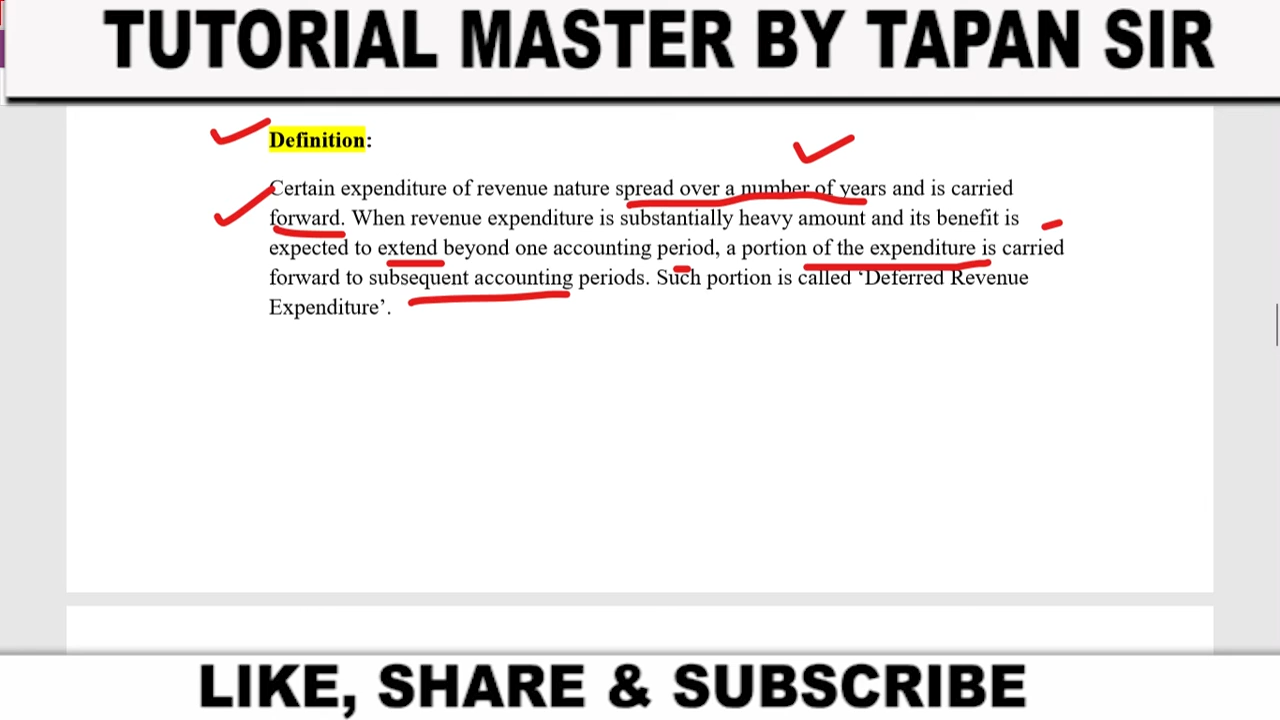 TUTORIAL MASTER BY TAPAN SIR
Definition:
Certain expenditure of revenue nature spread over a number of years and is carried
forward. When revenue expenditure is substantially heavy amount and its benefit is
expected to extend beyond one accounting period, a portion of the expenditure is carried
forward to subsequent accounting periods. Such portion is called ‘Deferred Revenue
Expenditure’.
LIKE, SHARE & SUBSCRIBE